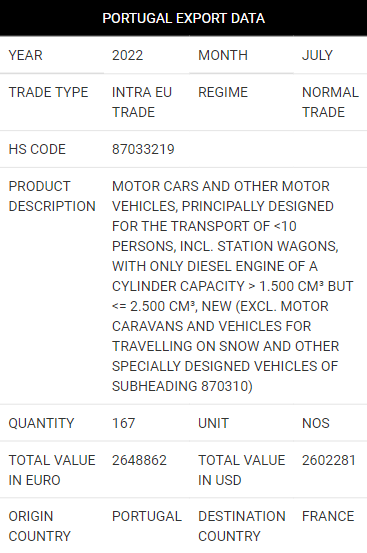 PORTUGAL EXPORT DATA
YEAR 2022 MONTH JULY
TRADE TYPE INTRA EU REGIME NORMAL
TRADE TRADE
HS CODE 87033219
PRODUCT MOTOR CARS AND OTHER MOTOR
DESCRIPTION VEHICLES, PRINCIPALLY DESIGNED
FOR THE TRANSPORT OF <10
PERSONS, INCL. STATION WAGONS,
WITH ONLY DIESEL ENGINE OF A
CYLINDER CAPACITY > 1.500 CM³ BUT
<= 2.500 CM³, NEW (EXCL. MOTOR
CARAVANS AND VEHICLES FOR
TRAVELLING ON SNOW AND OTHER
SPECIALLY DESIGNED VEHICLES OF
SUBHEADING 870310)
QUANTITY 167 UNIT NOS
TOTAL VALUE 2648862 TOTAL VALUE 2602281
IN EURO IN USD
ORIGIN PORTUGAL DESTINATION FRANCE
COUNTRY COUNTRY